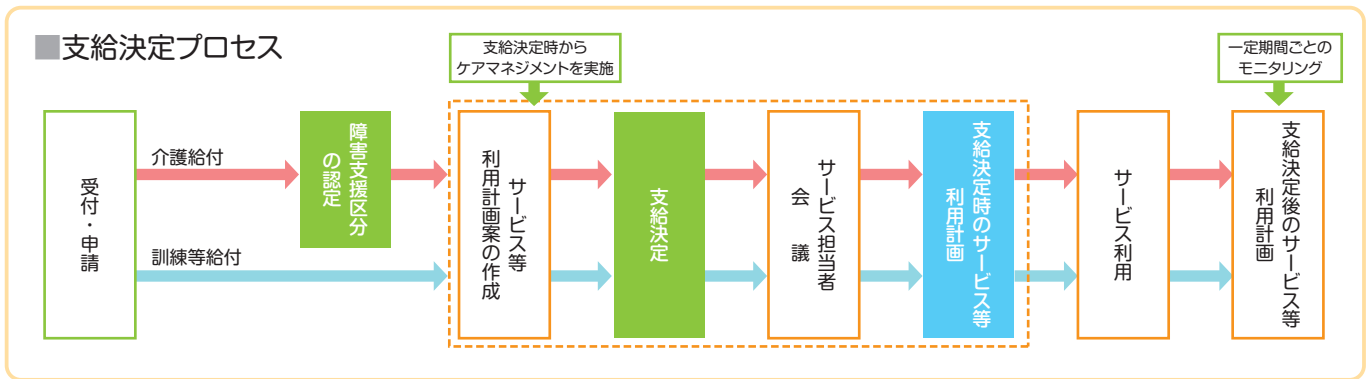 ■支給決定プロセス
支給決定時から
ケアマネジメントを実施
一定期間ごとの
モニタリング
受付・申請
介護給付
訓練等給付
障害支援区分
の認定
サービス等
利用計画案の作成
支給決定
サービス担当者
会議
支給決定時のサービス等
利用計画
サービス利用
支給決定後のサービス等
利用計画